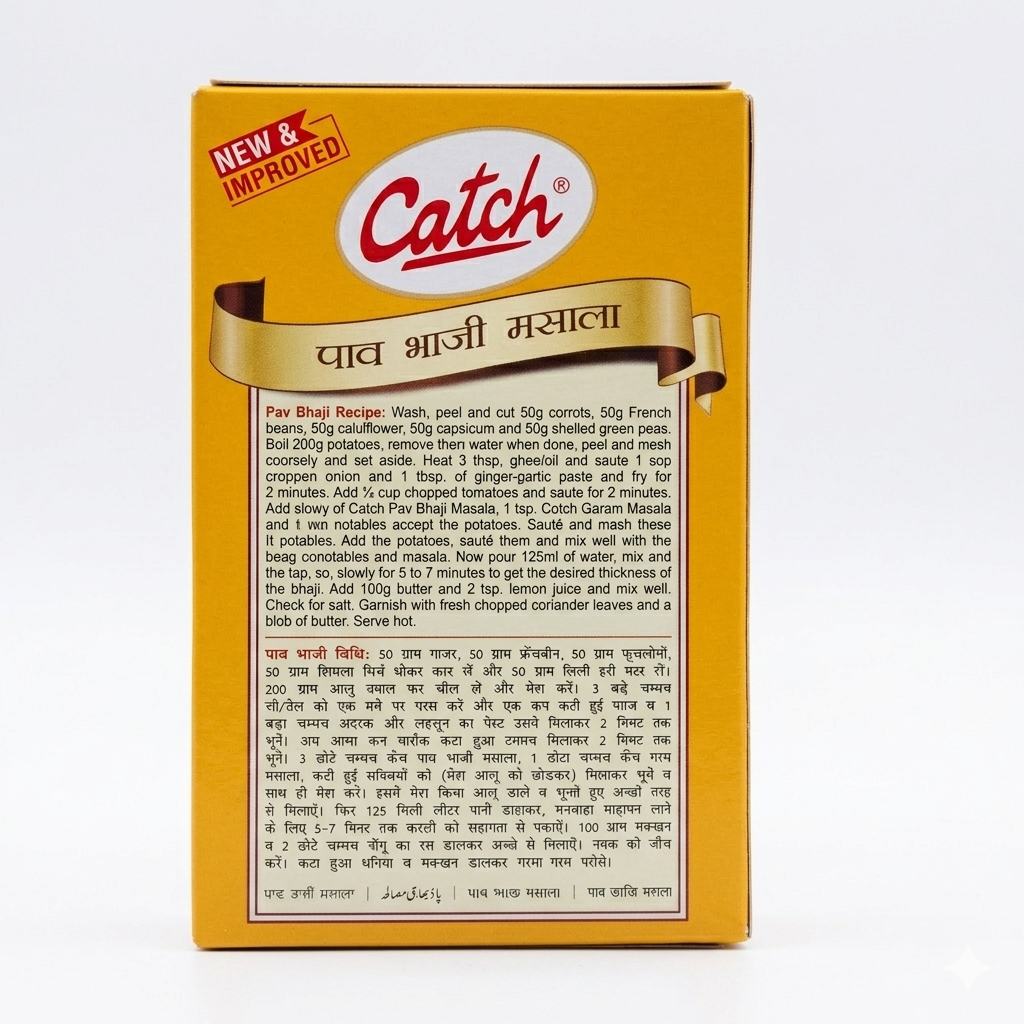 NEW &
IMPROVED
Catch®
पाव भाजी मसाला
Pav Bhaji Recipe: Wash, peel and cut 50g corrots, 50g French
beans, 50g calulflower, 50g capsicum and 50g shelled green peas.
Boil 200g potatoes, remove then water when done, peel and mesh
coorsely and set aside. Heat 3 thsp, ghee/oil and saute 1 sop
croppen onion and 1 tbsp. of ginger-gartic paste and fry for
2 minutes. Add ½ cup chopped tomatoes and saute for 2 minutes.
Add slowy of Catch Pav Bhaji Masala, 1 tsp. Cotch Garam Masala
and notables accept the potatoes. Sauté and mash these
It potables. Add the potatoes, sauté them and mix well with the
beag conotables and masala. Now pour 125ml of water, mix and
the tap, so, slowly for 5 to 7 minutes to get the desired thickness of
the bhaji. Add 100g butter and 2 tsp. lemon juice and mix well.
Check for satt. Garnish with fresh chopped coriander leaves and a
blob of butter. Serve hot.
पाव भाजी बिधि: 50 ग्राम गाजर, 50 ग्राम फ्रेंचबीन, 50 ग्राम
50 ग्राम शिमला धोकर कार लें और 50 ग्राम लिली हरी मटर लें।
200 ग्राम आलु फर लें और मेश करें। 3 बड़े चम्मच
घी/तेल को एक पर परस करें और एक कप कटी हुई प्याज व 1
बड़ा चम्मच अदरक और लहसून का पेस्ट उसवे मिलाकर 2 मिमट तक
भूनें। अय आया कन कटा हुआ टमामच मिलाकर 2 मिमट तक
भूनें। 3 छोटे चम्यच कैच पाय भाजी मसाला, 1 छोटा चम्मच कैच गरम
मसाला, कटी हुई को (मेश आलू को छोडकर) मिलाकर भूवे व
साथ ही मेश करे। इसमें मेरा किया आलू डाले व भूनते हुए तरह
से मिलाएँ। फिर 125 मिली लीटर पानी मनवाहा लाने
के लिए 5-7 मिनर तक करली को सहागता से पकाएँ। 100 आम मक्खन
व 2 छोटे चम्मच का रस डालकर से मिलाऐं। नयक को जीच
करें। कटा हुआ धनिया व मक्खन डालकर गरमा गरम परोसे।
मसाला | | पाव मसाला | पाव मसाला